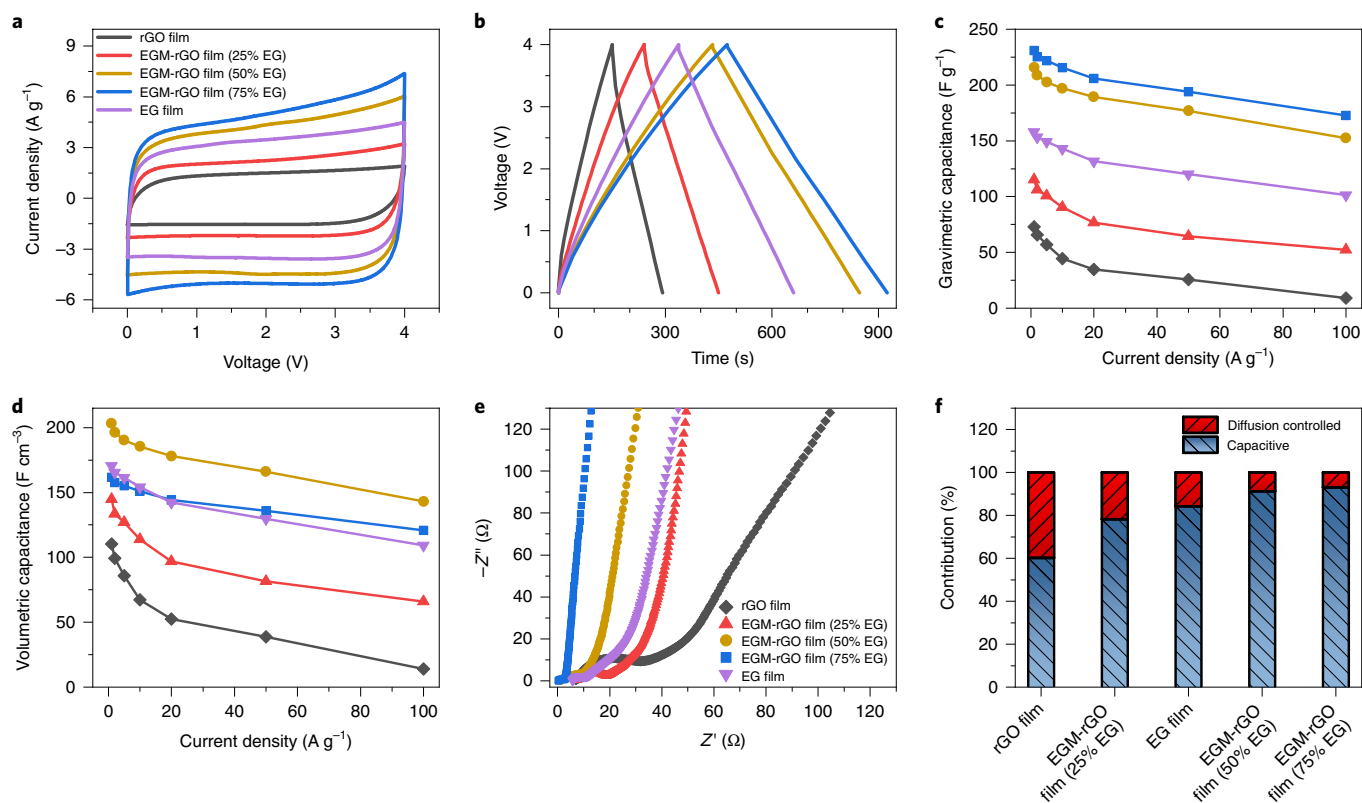 a
9
6
3
0
−3
−6
Current density (A g⁻¹)
rGO film
EGM-rGO film (25% EG)
EGM-rGO film (50% EG)
EGM-rGO film (75% EG)
EG film
0 1 2 3 4
Voltage (V)
b
4
3
2
1
0
Voltage (V)
0 300 600 900
Time (s)
c
250
200
150
100
50
0
Gravimetric capacitance (F g⁻¹)
0 20 40 60 80 100
Current density (A g⁻¹)
d
200
150
100
50
0
Volumetric capacitance (F cm⁻³)
0 20 40 60 80 100
Current density (A g⁻¹)
e
120
100
80
60
40
20
0
−Z″ (Ω)
rGO film
EGM-rGO film (25% EG)
EGM-rGO film (50% EG)
EGM-rGO film (75% EG)
EG film
0 20 40 60 80 100 120
Z′ (Ω)
f
Diffusion controlled
Capacitive
120
100
80
60
40
20
0
Contribution (%)
rGO film
EGM-rGO
film (25% EG)
EG film
EGM-rGO
film (50% EG)
EGM-rGO
film (75% EG)